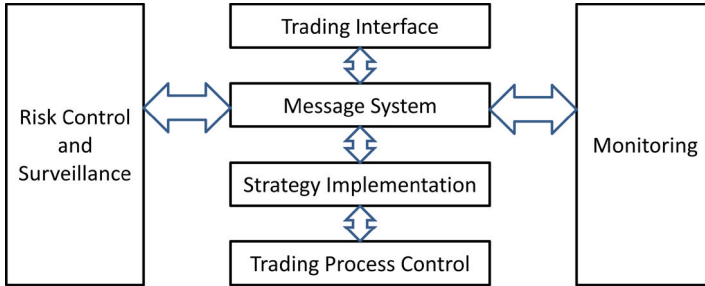 Trading Interface
Message System
Risk Control
and
Surveillance
Monitoring
Strategy Implementation
Trading Process Control